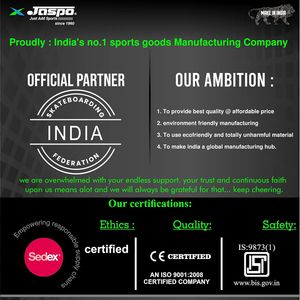 Jaspo
Just Add Sports
since 1960
MAKE IN INDIA
Proudly : India's no.1 sports goods Manufacturing Company
OFFICIAL PARTNER
SKATEBOARDING
INDIA
FEDERATION
OUR AMBITION :
1. To provide best quality @ affordable price
2. environment friendly manufacturing
3. To use ecofriendly and totally unharmful material
4. To make india a global manufacturing hub.
we are overwhelmed with your endless support, your trust and continuous faith
upon us means alot and we will always be grateful for that... keep cheering.
Our certifications:
Ethics :
Quality:
Safety:
Empowering responsible supply chains
Sedex
certified
CE CERTIFIED
AN ISO 9001:2008
CERTIFIED COMPANY
IS:9873(1)
www.bis.gov.in